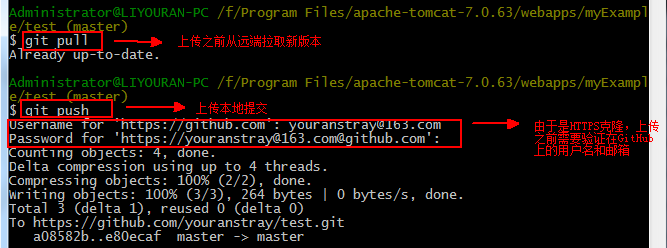 Administrator@LIYOURAN-PC /f/Program Files/apache-tomcat-7.0.63/webapps/myExampl
e/test (master)
$ git pull
上传之前从远端拉取新版本
Already up-to-date.
Administrator@LIYOURAN-PC /f/Program Files/apache-tomcat-7.0.63/webapps/myExampl
e/test (master)
$ git push
上传本地提交
Username for 'https://github.com': youranstray@163.com
Password for 'https://youranstray@163.com@github.com':
由于是HTTPS克隆，上传
之前需要验证在GitHub
上的用户名和邮箱
Counting objects: 4, done.
Delta compression using up to 4 threads.
Compressing objects: 100% (2/2), done.
Writing objects: 100% (3/3), 264 bytes | 0 bytes/s, done.
Total 3 (delta 1), reused 0 (delta 0)
To https://github.com/youranstray/test.git
a08582b..e80ecaf  master -> master